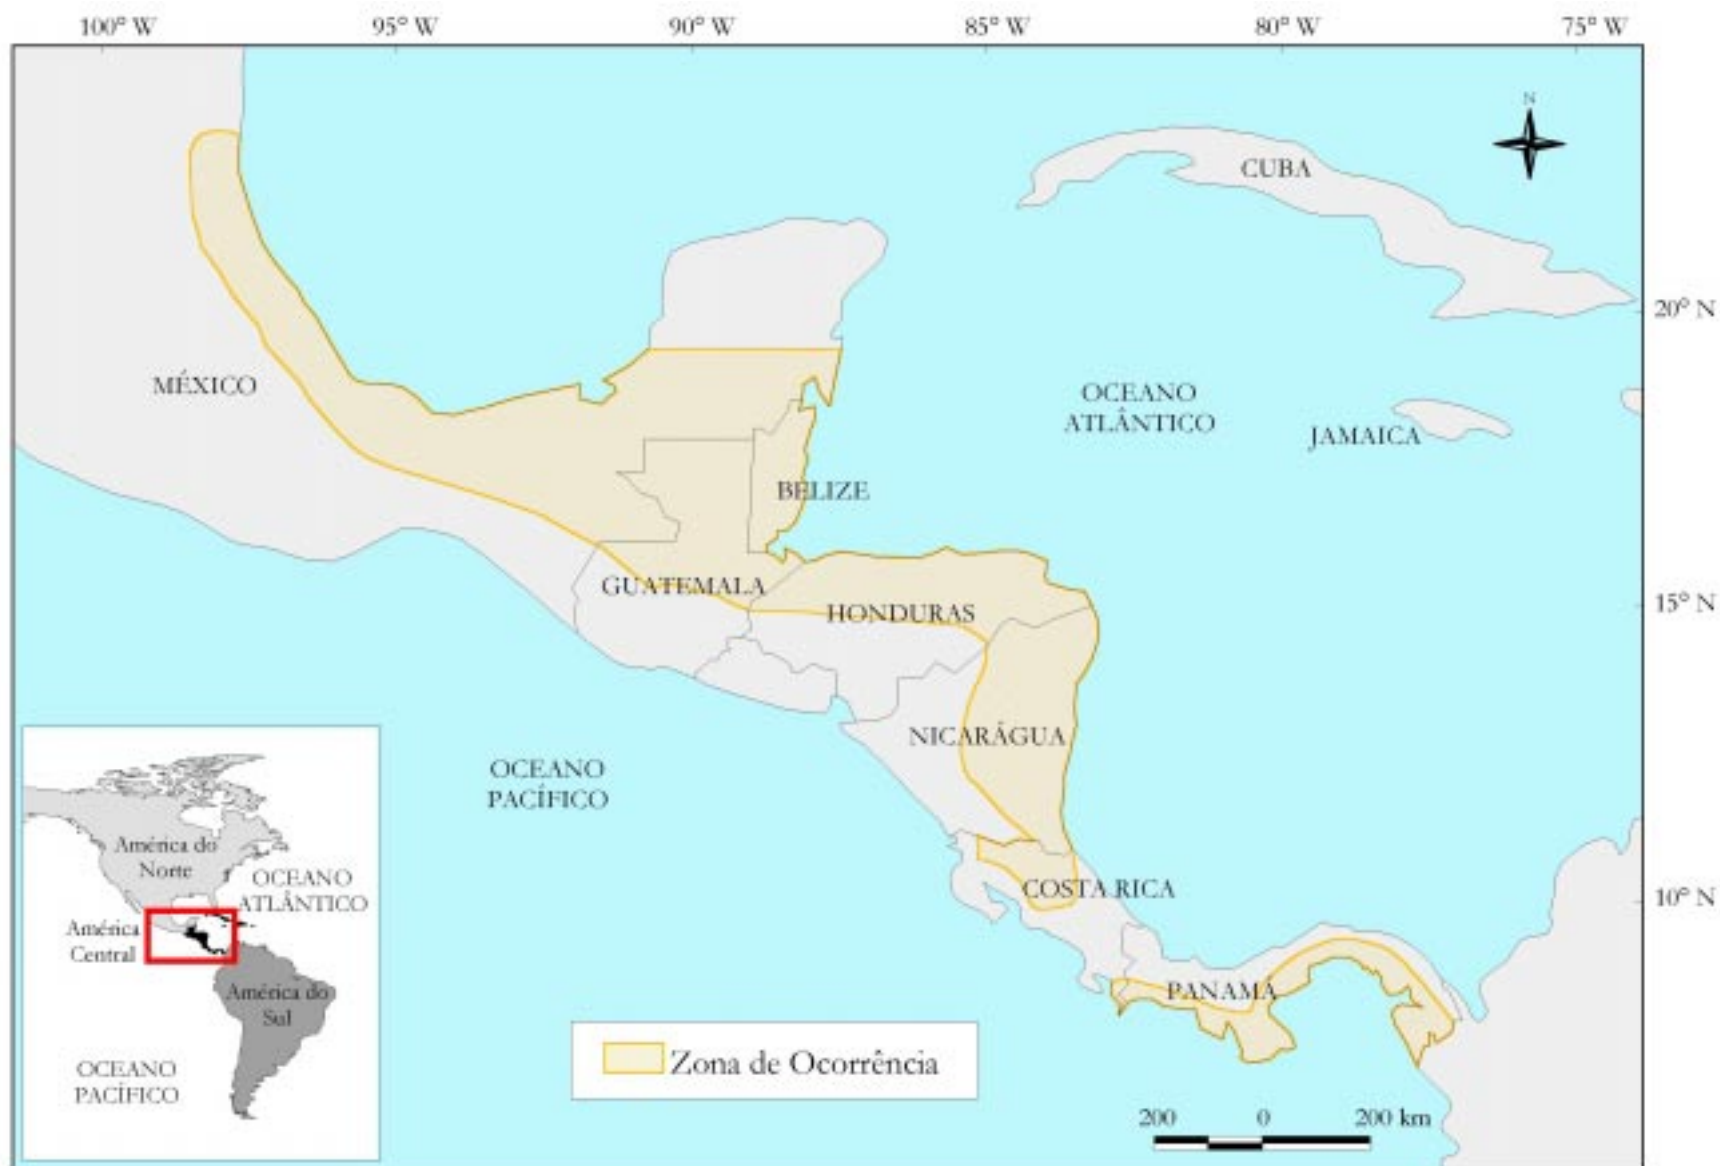 100° W
95° W
90° W
85° W
80° W
75° W
N
CUBA
20° N
MÉXICO
OCEANO
ATLÂNTICO
JAMAICA
BELIZE
GUATEMALA
HONDURAS
15° N
NICARÁGUA
OCEANO
PACÍFICO
COSTA RICA
10° N
PANAMÁ
América do
Norte
OCEANO
ATLÂNTICO
América
Central
América do
Sul
OCEANO
PACÍFICO
Zona de Ocorrência
200 0 200 km